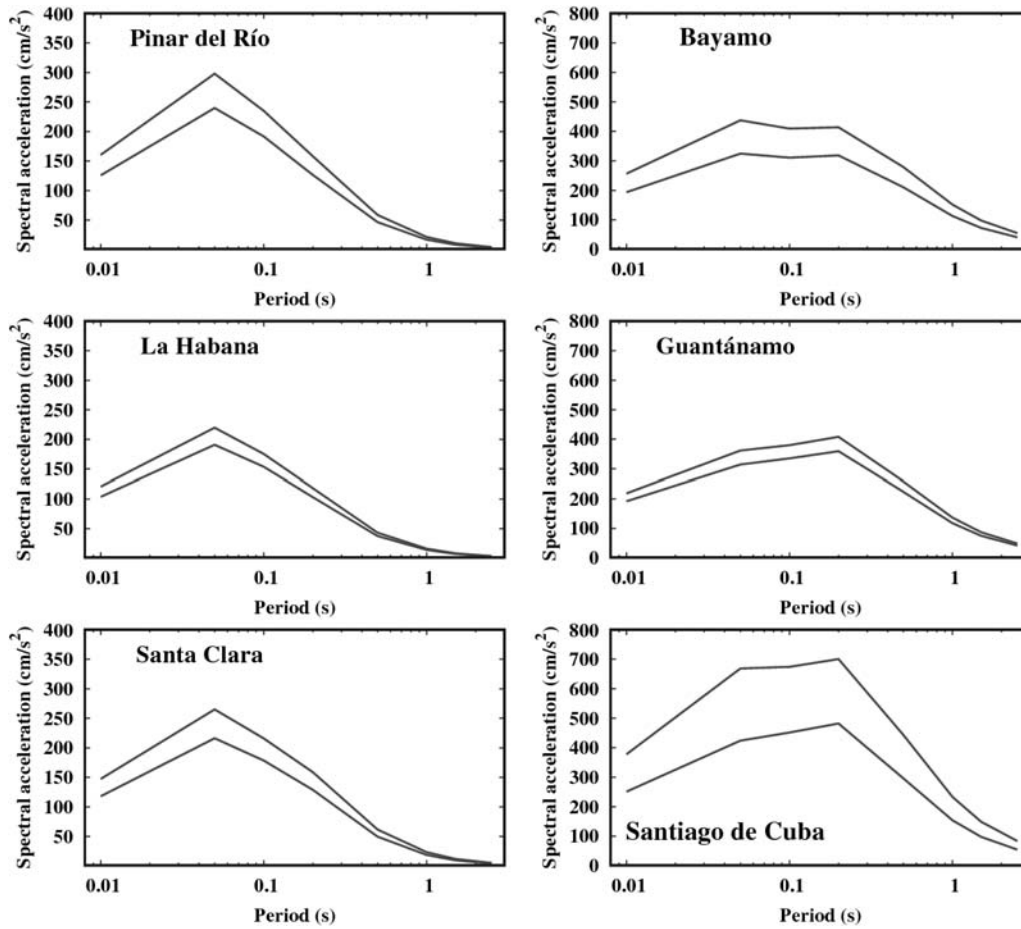 Spectral acceleration (cm/s²)
400
350
300
250
200
150
100
50
Pinar del Río
0.01 0.1 1
Period (s)
Spectral acceleration (cm/s²)
800
700
600
500
400
300
200
100
0
Bayamo
0.01 0.1 1
Period (s)
Spectral acceleration (cm/s²)
400
350
300
250
200
150
100
50
La Habana
0.01 0.1 1
Period (s)
Spectral acceleration (cm/s²)
800
700
600
500
400
300
200
100
0
Guantánamo
0.01 0.1 1
Period (s)
Spectral acceleration (cm/s²)
400
350
300
250
200
150
100
50
Santa Clara
0.01 0.1 1
Period (s)
Spectral acceleration (cm/s²)
800
700
600
500
400
300
200
100
0
Santiago de Cuba
0.01 0.1 1
Period (s)